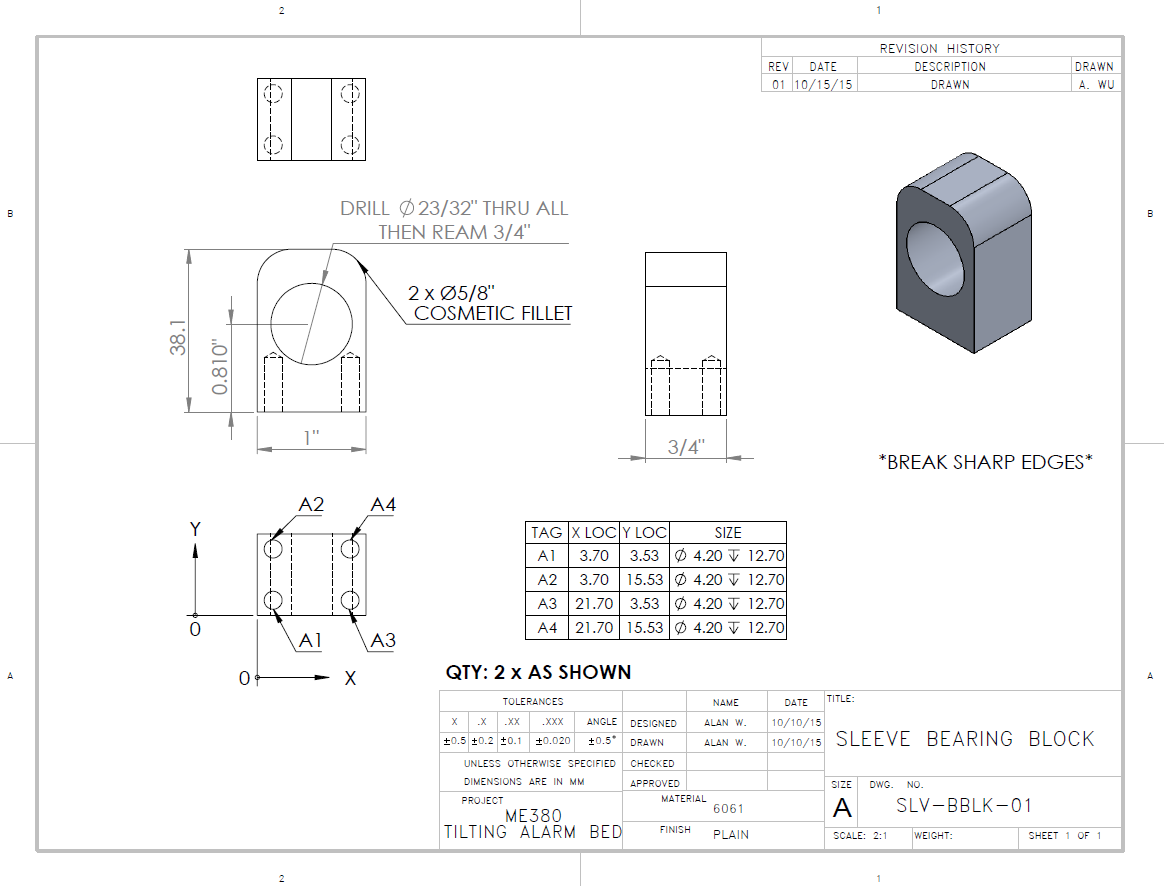 2 1
REVISION HISTORY
REV DATE DESCRIPTION DRAWN
01 10/15/15 DRAWN A. WU
DRILL ⌀23/32" THRU ALL
THEN REAM 3/4"
B B
2 x Ø5/8"
COSMETIC FILLET
38.1
0.810"
1"
3/4"
*BREAK SHARP EDGES*
A2 A4
Y
0
A1 A3
0 X
TAG X LOC Y LOC SIZE
A1 3.70 3.53 ⌀ 4.20 ↧ 12.70
A2 3.70 15.53 ⌀ 4.20 ↧ 12.70
A3 21.70 3.53 ⌀ 4.20 ↧ 12.70
A4 21.70 15.53 ⌀ 4.20 ↧ 12.70
A A
QTY: 2 x AS SHOWN
TOLERANCES
X .X .XX .XXX ANGLE
±0.5 ±0.2 ±0.1 ±0.020 ±0.5°
UNLESS OTHERWISE SPECIFIED
DIMENSIONS ARE IN MM
PROJECT
ME380
TILTING ALARM BED
NAME DATE
DESIGNED ALAN W. 10/10/15
DRAWN ALAN W. 10/10/15
CHECKED
APPROVED
MATERIAL
6061
FINISH PLAIN
TITLE:
SLEEVE BEARING BLOCK
SIZE DWG. NO.
A SLV-BBLK-01
SCALE: 2:1 WEIGHT: SHEET 1 OF 1
2 1